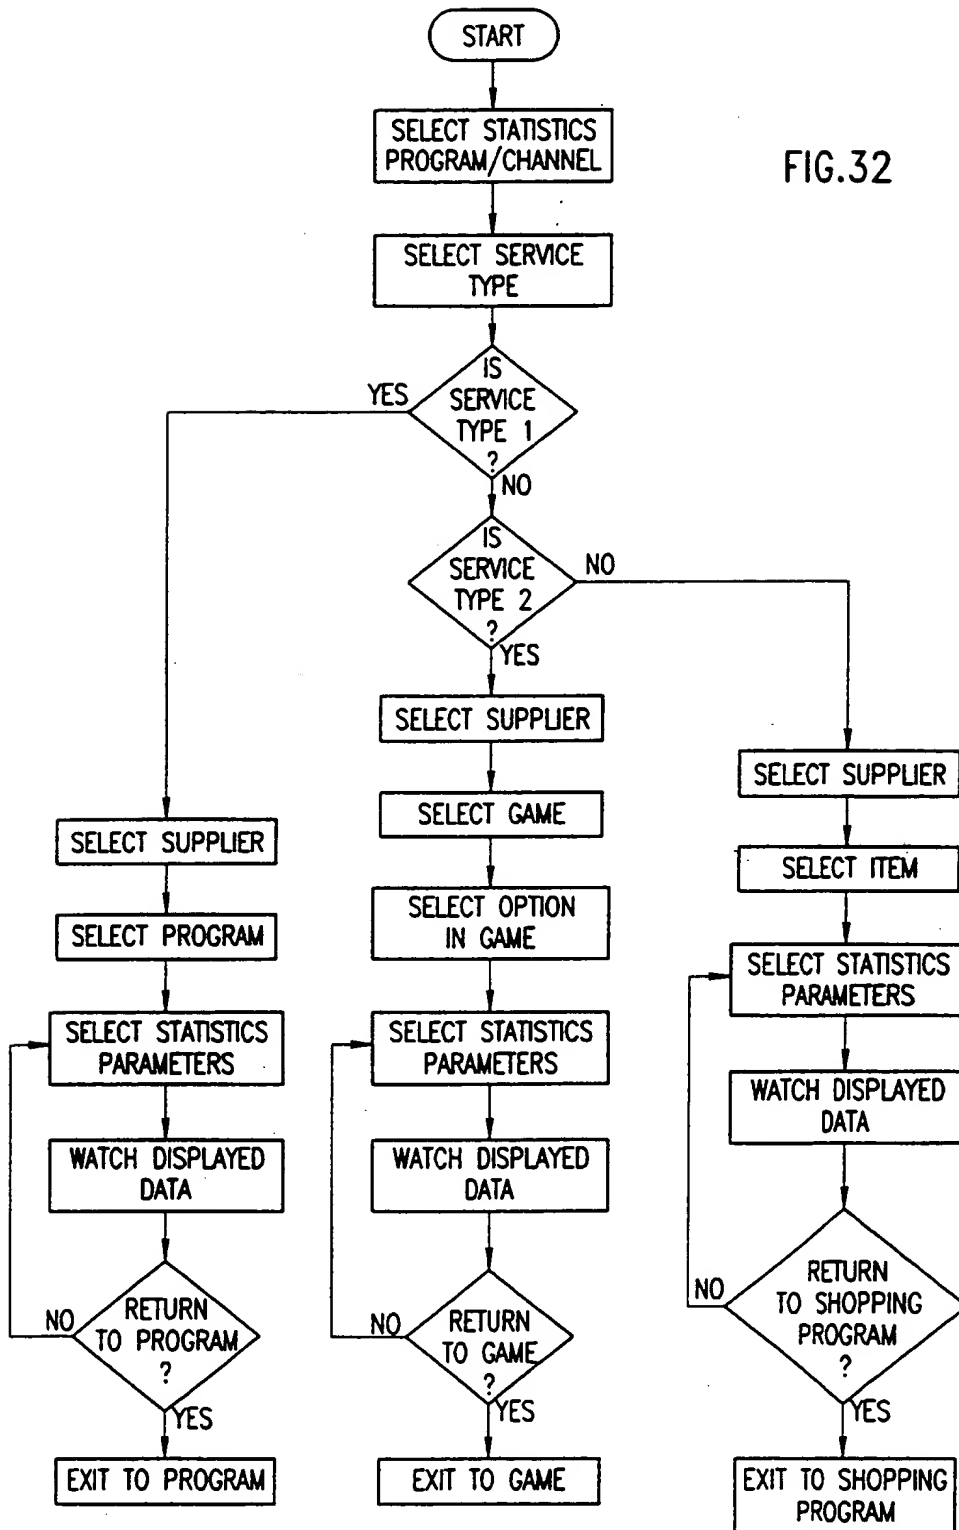 START
SELECT STATISTICS
PROGRAM/CHANNEL
FIG.32
SELECT SERVICE
TYPE
IS
SERVICE
TYPE 1
?
YES
NO
IS
SERVICE
TYPE 2
?
NO
YES
SELECT SUPPLIER
SELECT GAME
SELECT OPTION
IN GAME
SELECT STATISTICS
PARAMETERS
WATCH DISPLAYED
DATA
RETURN
TO GAME
?
NO
YES
EXIT TO GAME
SELECT SUPPLIER
SELECT PROGRAM
SELECT STATISTICS
PARAMETERS
WATCH DISPLAYED
DATA
RETURN
TO PROGRAM
?
NO
YES
EXIT TO PROGRAM
SELECT SUPPLIER
SELECT ITEM
SELECT STATISTICS
PARAMETERS
WATCH DISPLAYED
DATA
RETURN
TO SHOPPING
PROGRAM
?
NO
YES
EXIT TO SHOPPING
PROGRAM